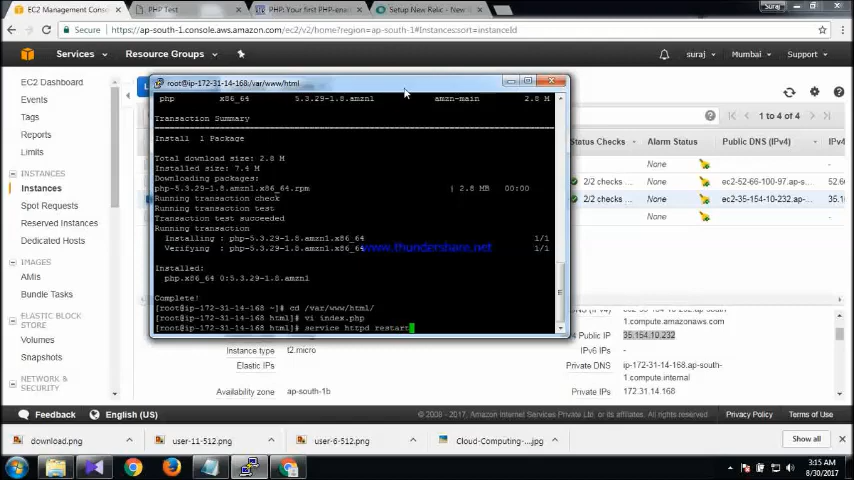 EC2 Management Consol
PHP Test
PHP: Your first PHP-ena
Setup New Relic - New
Suraj
Secure
https://ap-south-1.console.aws.amazon.com/ec2/v2/home?region=ap-south-1#Instances:sort=instanceId
Services
Resource Groups
suraj
Mumbai
Support
EC2 Dashboard
Events
Tags
Reports
Limits
INSTANCES
Instances
Spot Requests
Reserved Instances
Dedicated Hosts
IMAGES
AMIs
Bundle Tasks
ELASTIC BLOCK
STORE
Volumes
Snapshots
NETWORK &
SECURITY
root@ip-172-31-14-168:/var/www/html
php x86_64 5.3.29-1.8.amzn1 amzn-main 2.8 M
Transaction Summary
Install 1 Package
Total download size: 2.8 M
Installed size: 7.4 M
Downloading packages:
php-5.3.29-1.8.amzn1.x86_64.rpm | 2.8 MB 00:00
Running transaction check
Running transaction test
Transaction test succeeded
Running transaction
Installing : php-5.3.29-1.8.amzn1.x86_64 1/1
Verifying : php-5.3.29-1.8.amzn1.x86_64 1/1
www.thundershare.net
Installed:
php.x86_64 0:5.3.29-1.8.amzn1
Complete!
[root@ip-172-31-14-168 ~]# cd /var/www/html/
[root@ip-172-31-14-168 html]# vi index.php
[root@ip-172-31-14-168 html]# service httpd restart
1 to 4 of 4
Status Checks
Alarm Status
Public DNS (IPv4)
IPv4
None
2/2 checks ...
None
ec2-52-66-100-97.ap-s...
52.6
2/2 checks ...
None
ec2-35-154-10-232.ap-...
35.1
None
compute.amazonaws.com
Public IP
35.154.10.232
Instance type
t2.micro
IPv6 IPs
-
Elastic IPs
Private DNS
ip-172-31-14-168.ap-south-
1.compute.internal
Availability zone
ap-south-1b
Private IPs
172.31.14.168
Feedback
English (US)
© 2008 - 2017, Amazon Internet Services Private Ltd. or its affiliates. All rights reserved.
Privacy Policy
Terms of Use
download.png
user-11-512.png
user-6-512.png
Cloud-Computing-....jpg
Show all
3:15 AM
8/30/2017